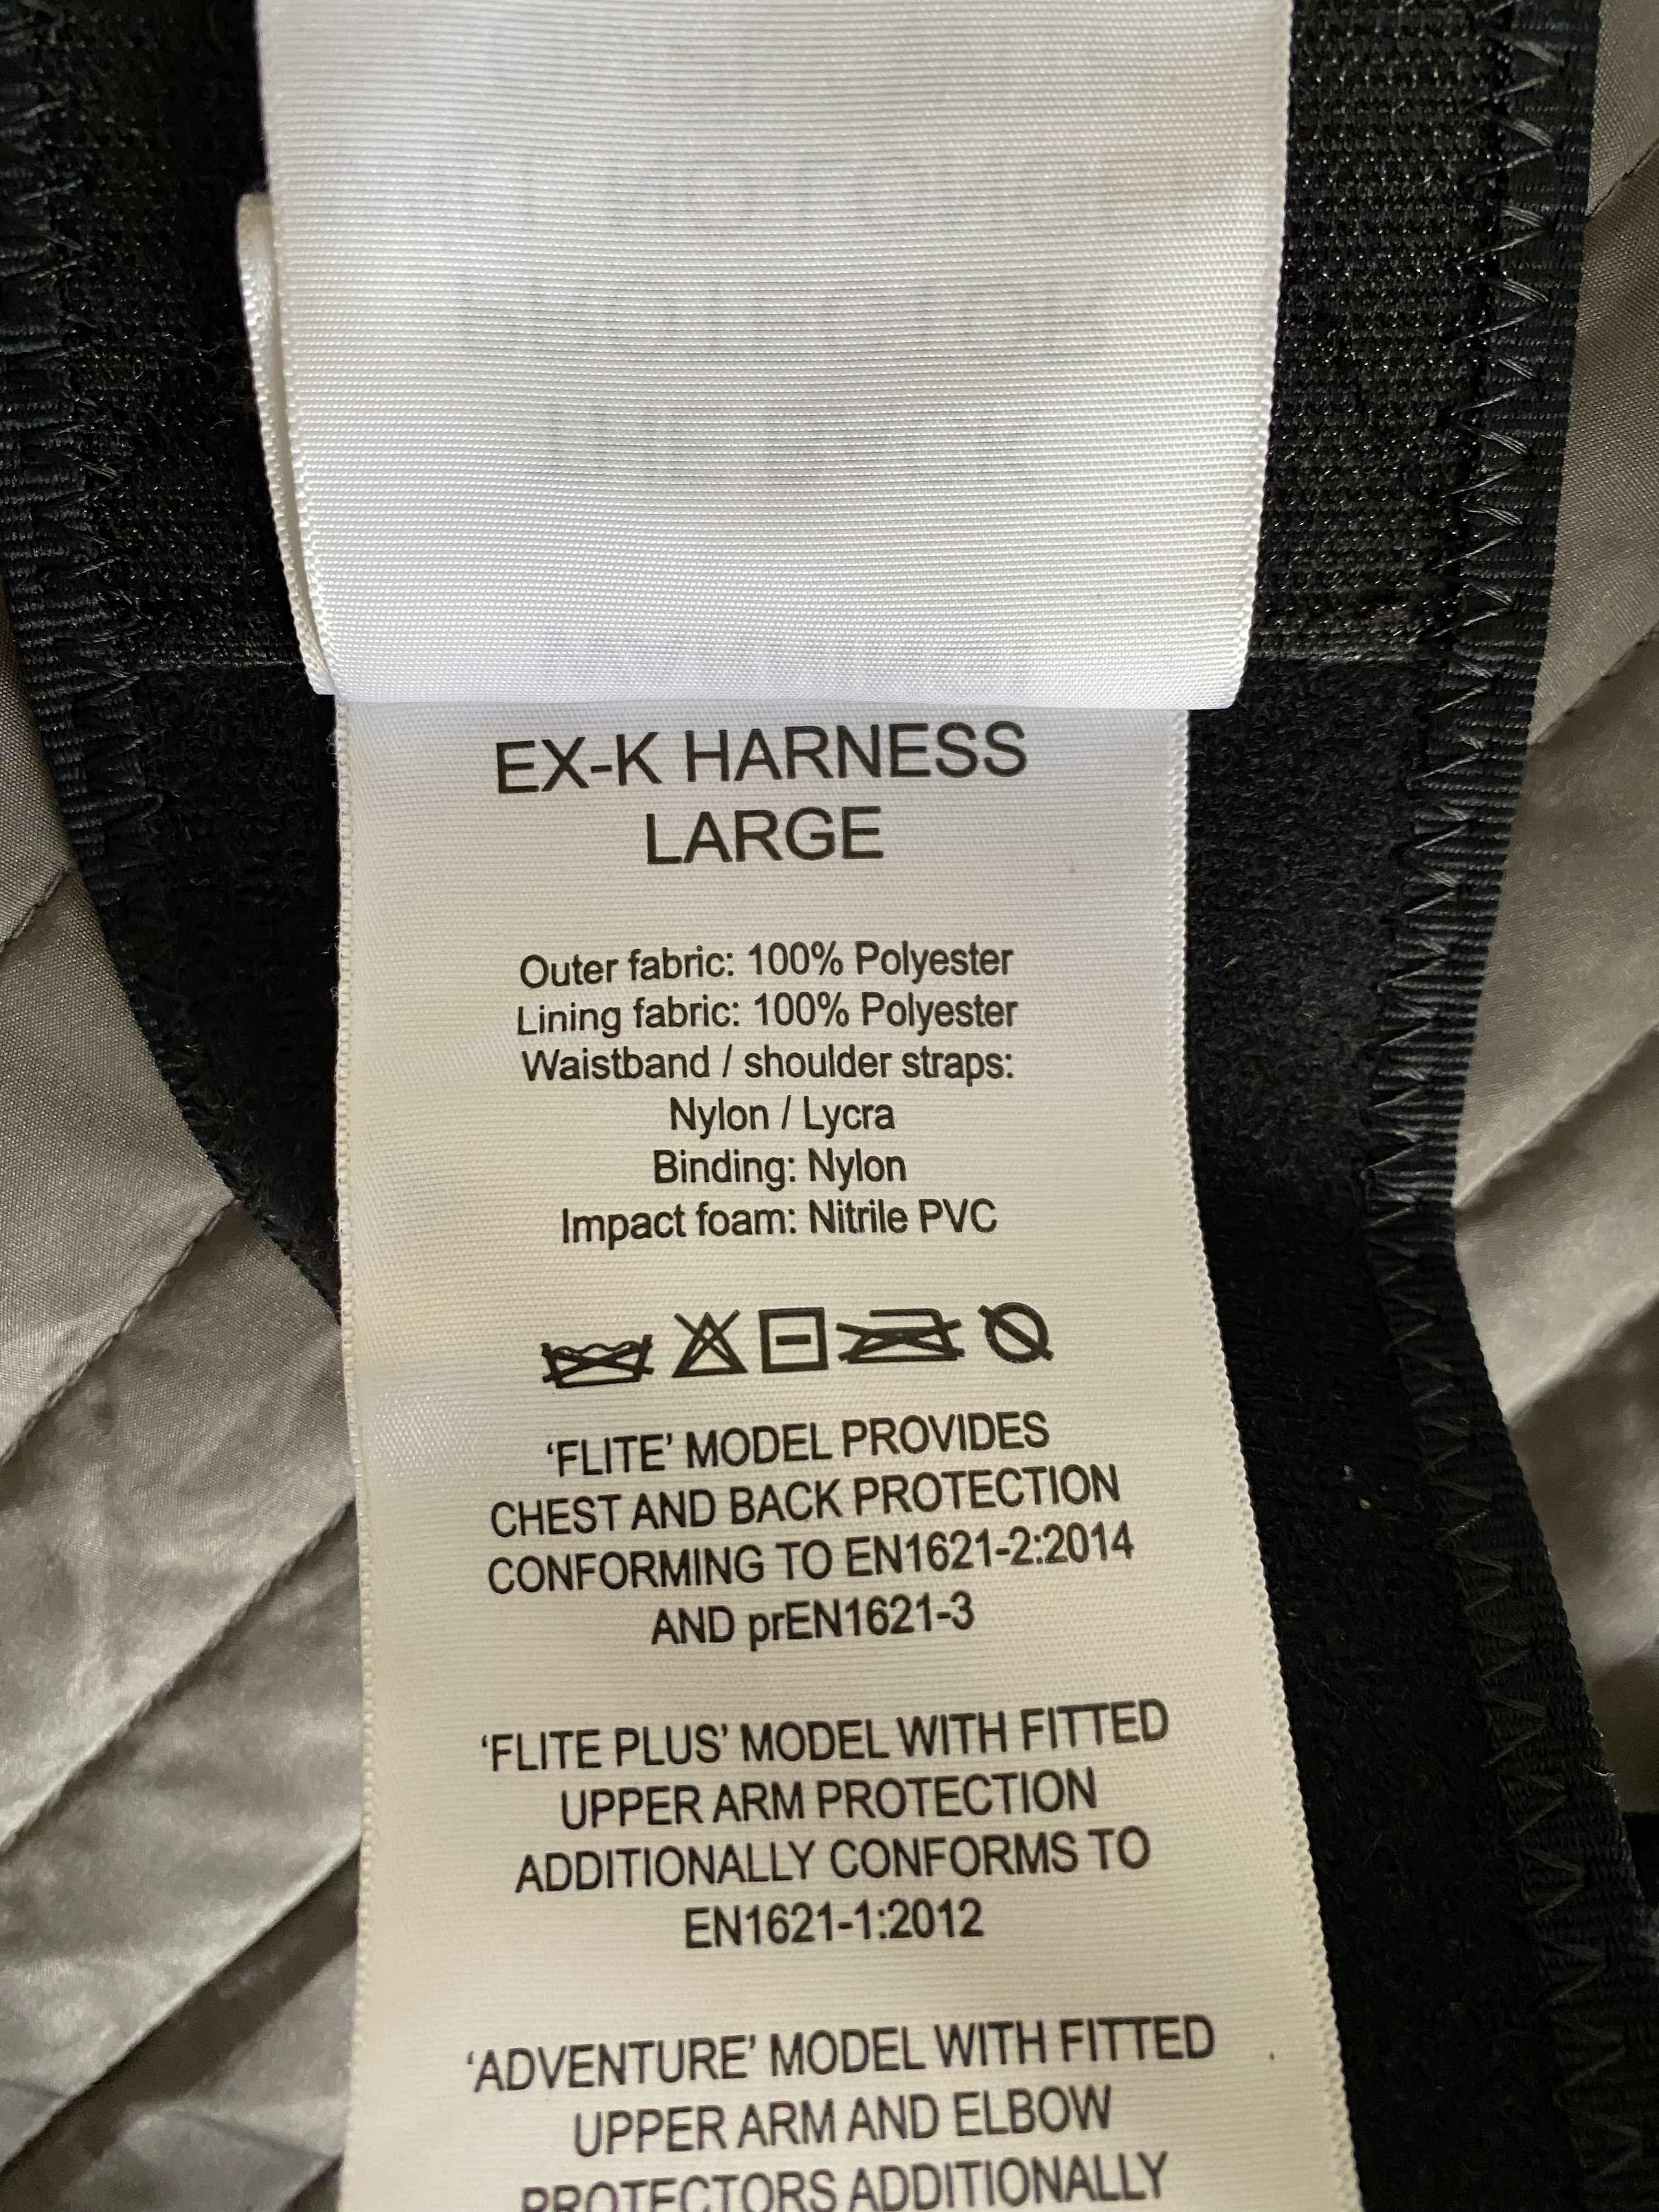 EX-K HARNESS
LARGE
Outer fabric: 100% Polyester
Lining fabric: 100% Polyester
Waistband / shoulder straps:
Nylon / Lycra
Binding: Nylon
Impact foam: Nitrile PVC
‘FLITE’ MODEL PROVIDES
CHEST AND BACK PROTECTION
CONFORMING TO EN1621-2:2014
AND prEN1621-3
‘FLITE PLUS’ MODEL WITH FITTED
UPPER ARM PROTECTION
ADDITIONALLY CONFORMS TO
EN1621-1:2012
‘ADVENTURE’ MODEL WITH FITTED
UPPER ARM AND ELBOW
PROTECTORS ADDITIONALLY